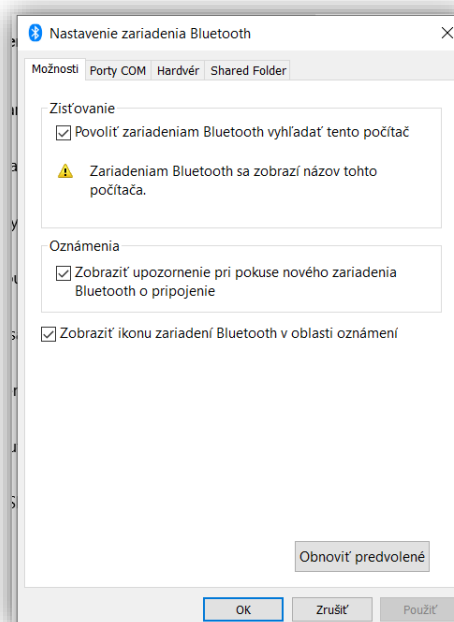 Nastavenie zariadenia Bluetooth
Možnosti Porty COM Hardvér Shared Folder
Zisťovanie
Povoliť zariadeniam Bluetooth vyhľadať tento počítač
Zariadeniam Bluetooth sa zobrazí názov tohto
počítača.
Oznámenia
Zobraziť upozornenie pri pokuse nového zariadenia
Bluetooth o pripojenie
Zobraziť ikonu zariadení Bluetooth v oblasti oznámení
Obnoviť predvolené
OK Zrušiť Použiť